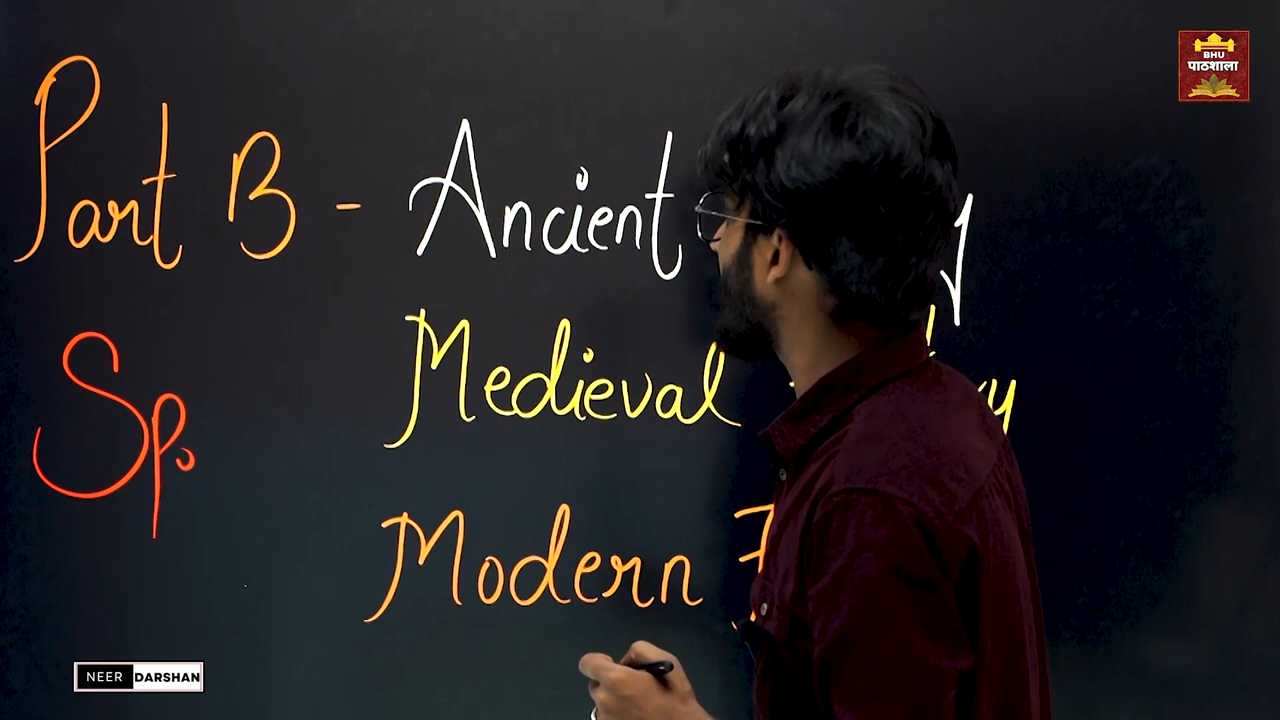 BHU
पाठशाला
Part B - Ancient
Medieval
Sp.
Modern
NEER DARSHAN